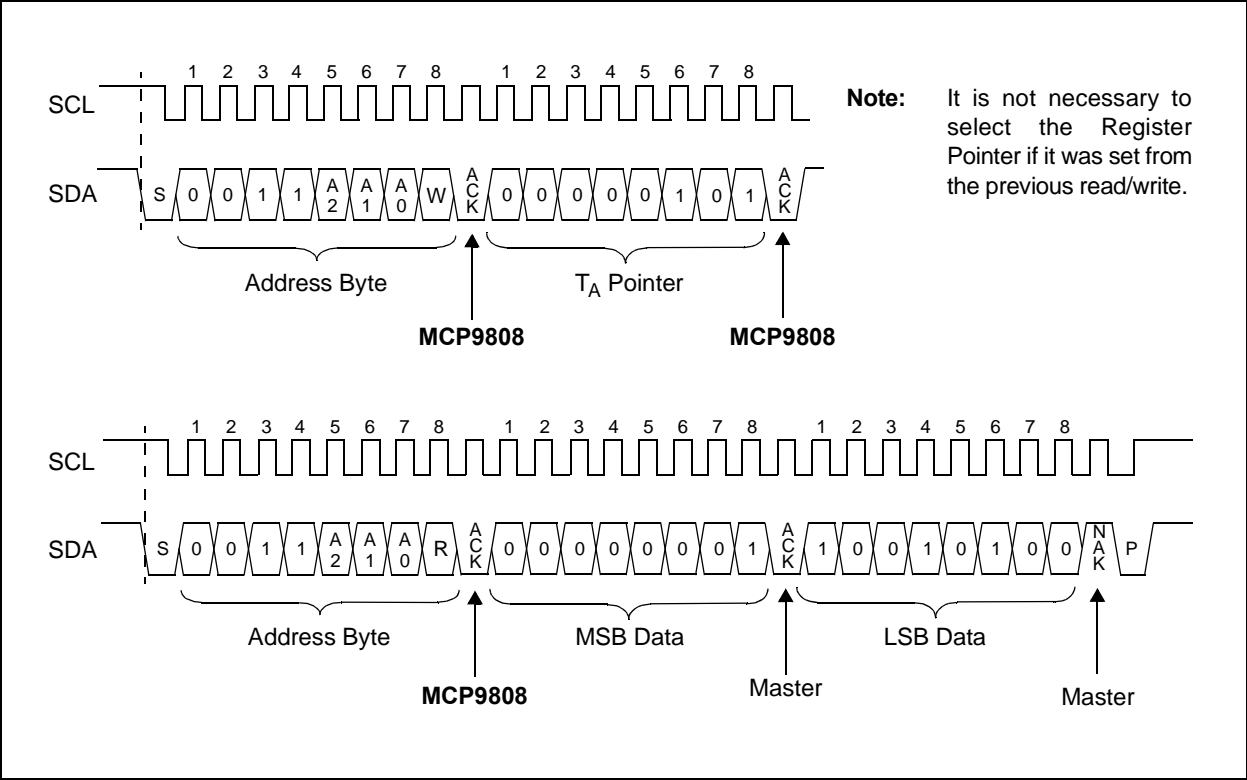 1 2 3 4 5 6 7 8 1 2 3 4 5 6 7 8
SCL
Note: It is not necessary to
select the Register
Pointer if it was set from
the previous read/write.
SDA S 0 0 1 1 A2 A1 A0 W ACK 0 0 0 0 0 1 0 1 ACK
Address Byte TA Pointer
MCP9808 MCP9808
1 2 3 4 5 6 7 8 1 2 3 4 5 6 7 8 1 2 3 4 5 6 7 8
SCL
SDA S 0 0 1 1 A2 A1 A0 R ACK 0 0 0 0 0 0 0 1 ACK 1 0 0 1 0 1 0 0 NAK P
Address Byte MSB Data LSB Data
MCP9808 Master Master